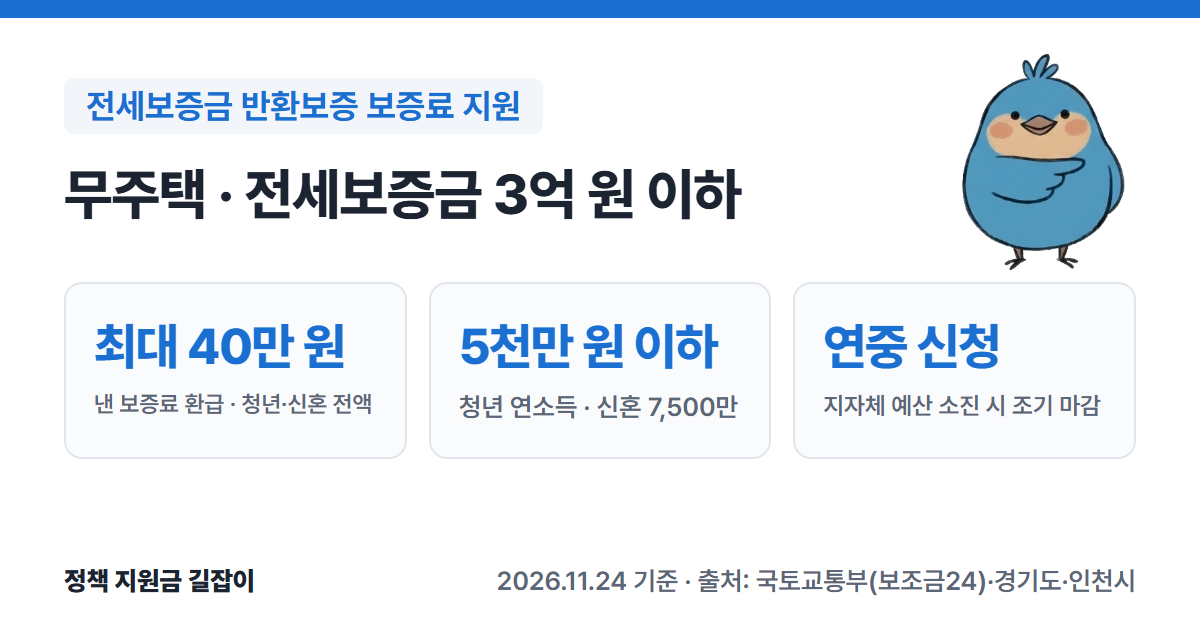 전세보증금 반환보증 보증료 지원
무주택 · 전세보증금 3억 원 이하
최대 40만 원
낸 보증료 환급 · 청년·신혼 전액
5천만 원 이하
청년 연소득 · 신혼 7,500만
연중 신청
지자체 예산 소진 시 조기 마감
정책 지원금 길잡이
2026.11.24 기준 · 출처: 국토교통부(보조금24)·경기도·인천시